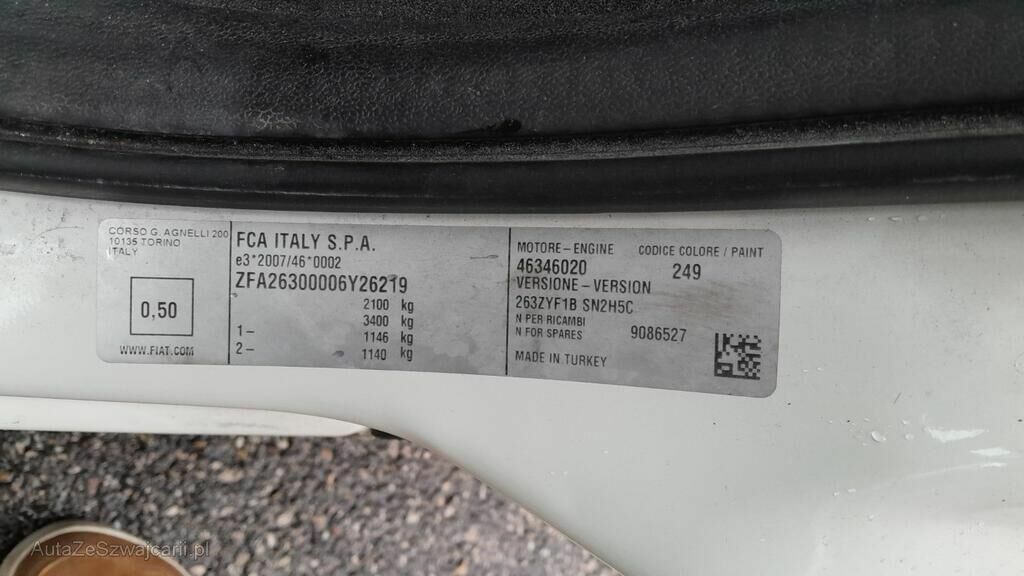 CORSO G. AGNELLI 200
10135 TORINO
ITALY
0,50
WWW.FIAT.COM
FCA ITALY S.P.A.
e3*2007/46*0002
ZFA26300006Y26219
2100 kg
3400 kg
1- 1146 kg
2- 1140 kg
MOTORE-ENGINE CODICE COLORE / PAINT
46346020 249
VERSIONE-VERSION
263ZYF1B SN2H5C
N PER RICAMBI
N FOR SPARES 9086527
MADE IN TURKEY
AutaZeSzwajcarii.pl